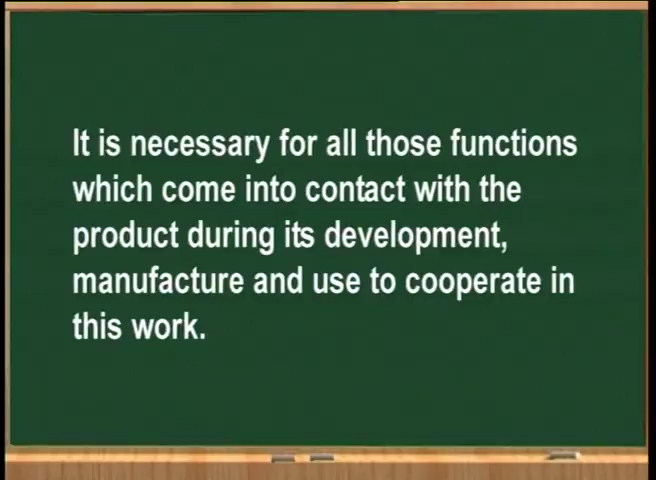 It is necessary for all those functions
which come into contact with the
product during its development,
manufacture and use to cooperate in
this work.